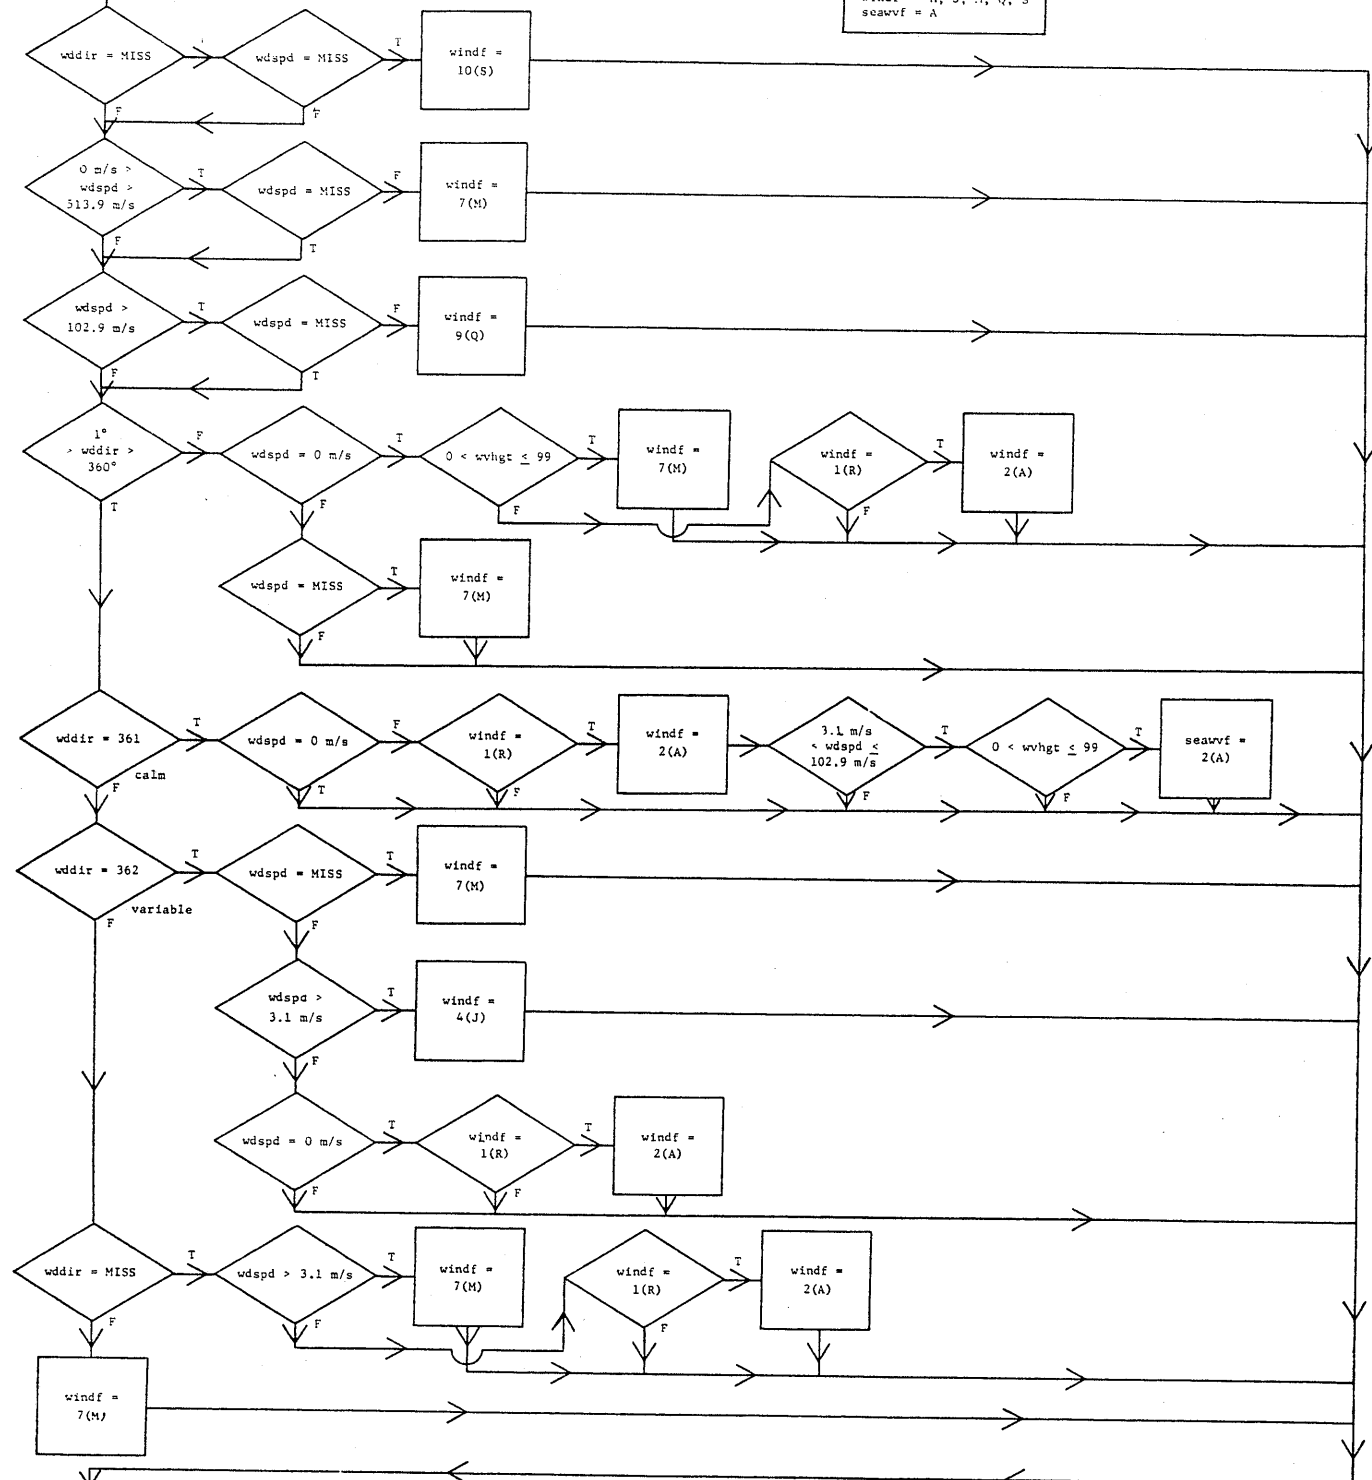 seawvf = A
wddir = MISS
wdspd = MISS
T
windf =
10(S)
F
F
0 m/s >
wdspd >
513.9 m/s
T
wdspd = MISS
F
windf =
7(M)
F
T
wdspd >
102.9 m/s
T
wdspd = MISS
F
windf =
9(Q)
F
T
1°
> wddir >
360°
F
wdspd = 0 m/s
T
0 < wvhgt ≤ 99
T
windf =
7(M)
windf =
1(R)
T
windf =
2(A)
T
F
F
F
wdspd = MISS
T
windf =
7(M)
F
wddir = 361
T
wdspd = 0 m/s
F
windf =
1(R)
T
windf =
2(A)
3.1 m/s
< wdspd ≤
102.9 m/s
T
0 < wvhgt ≤ 99
T
seawvf =
2(A)
calm
F
T
F
F
F
wddir = 362
T
wdspd = MISS
T
windf =
7(M)
variable
F
F
wdspd >
3.1 m/s
T
windf =
4(J)
F
wdspd = 0 m/s
T
windf =
1(R)
T
windf =
2(A)
F
F
wddir = MISS
T
wdspd > 3.1 m/s
T
windf =
7(M)
windf =
1(R)
T
windf =
2(A)
F
F
F
windf =
7(M)